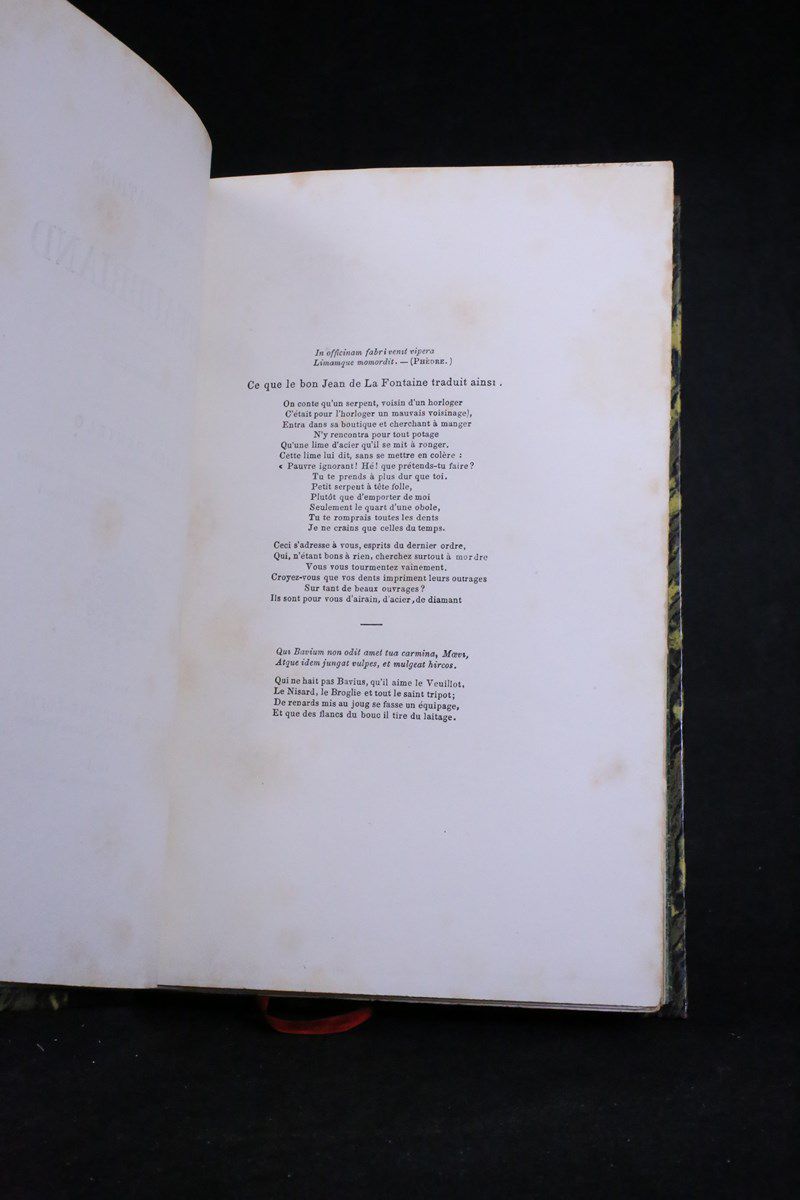 In officinam fabri venit vipera
Limamque momordit. — (PHÈDRE.)
Ce que le bon Jean de La Fontaine traduit ainsi .
On conte qu'un serpent, voisin d'un horloger
C'était pour l'horloger un mauvais voisinage),
Entra dans sa boutique et cherchant à manger
N'y rencontra pour tout potage
Qu'une lime d'acier qu'il se mit à ronger.
Cette lime lui dit, sans se mettre en colère :
« Pauvre ignorant! Hé! que prétends-tu faire?
Tu te prends à plus dur que toi.
Petit serpent à tête folle,
Plutôt que d'emporter de moi
Seulement le quart d'une obole,
Tu te romprais toutes les dents
Je ne crains que celles du temps.
Ceci s'adresse à vous, esprits du dernier ordre,
Qui, n'étant bons à rien, cherchez surtout à mordre
Vous vous tourmentez vainement.
Croyez-vous que vos dents impriment leurs outrages
Sur tant de beaux ouvrages?
Ils sont pour vous d'airain, d'acier, de diamant
Qui Bavium non odit amet tua carmina, Mœvi,
Atque idem jungat vulpes, et mulgeat hircos.
Qui ne hait pas Bavius, qu'il aime le Veuillot,
Le Nisard, le Broglie et tout le saint tripot;
De renards mis au joug se fasse un équipage,
Et que des flancs du bouc il tire du laitage.